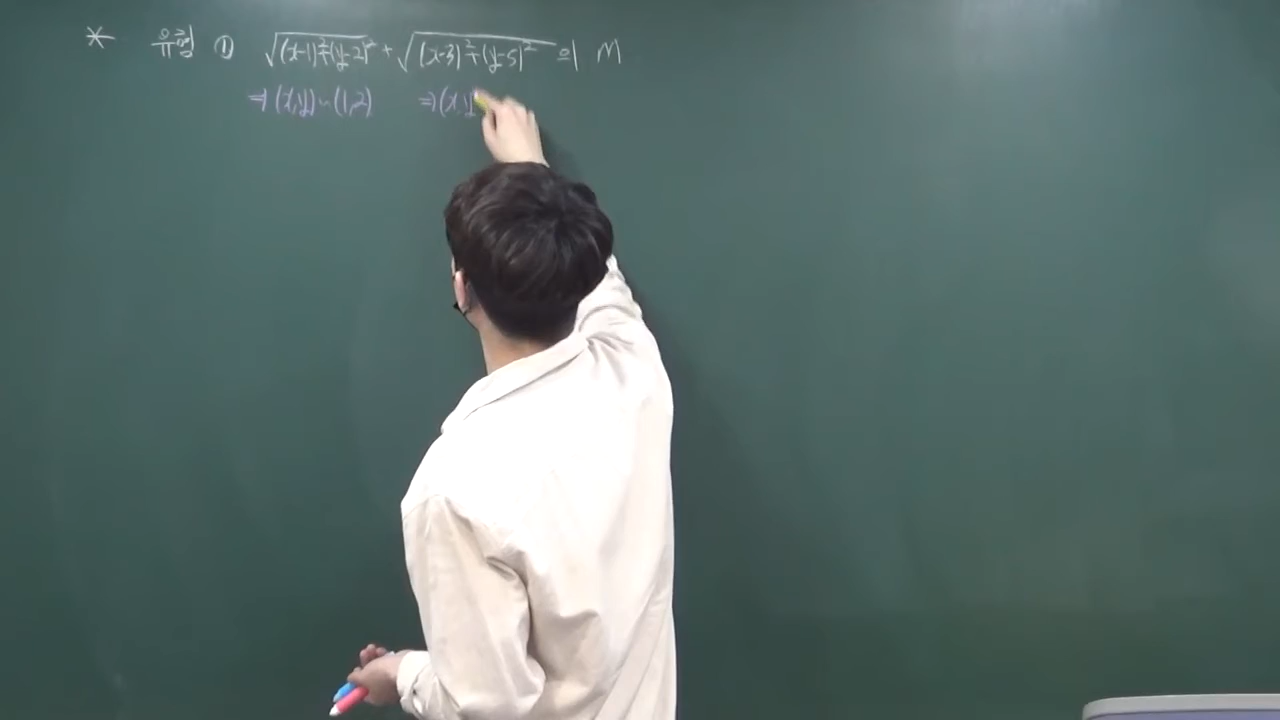 * 유형 ① √(x-1)²+(y-2)² + √(x-3)²+(y-5)² 의 m
⇒ (x,y) ~ (1,2) ⇒ (x,y